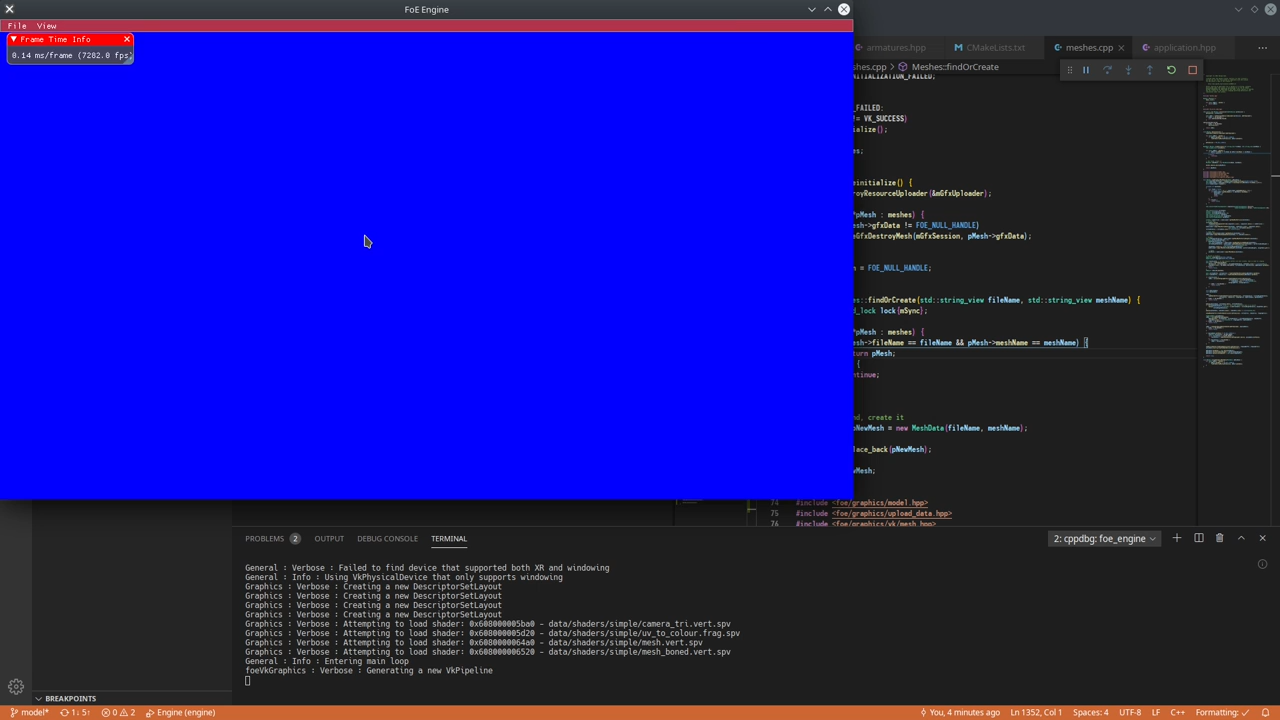 FoE Engine
File View
Frame Time Info
0.14 ms/frame (7282.0 fps)
armatures.hpp CMakeLists.txt meshes.cpp application.hpp
shes.cpp > Meshes::findOrCreate
INITIALIZATION_FAILED;
_FAILED:
!= VK_SUCCESS)
ialize();
es;
einitialize() {
royResourceUploader(&mGfxUploader);
*pMesh : meshes) {
h->gfxData != FOE_NULL_HANDLE)
eGfxDestroyMesh(mGfxSession, pMesh->gfxData);
n = FOE_NULL_HANDLE;
es::findOrCreate(std::string_view fileName, std::string_view meshName) {
d_lock lock{mSync};
*pMesh : meshes) {
esh->fileName == fileName && pMesh->meshName == meshName) {
turn pMesh;
{
ntinue;
nd, create it
pNewMesh = new MeshData(fileName, meshName);
lace_back(pNewMesh);
wMesh;
74 #include <foe/graphics/model.hpp>
75 #include <foe/graphics/upload_data.hpp>
76 #include <foe/graphics/vk/mesh.hpp>
PROBLEMS 2 OUTPUT DEBUG CONSOLE TERMINAL 2: cppdbg: foe_engine
General : Verbose : Failed to find device that supported both XR and windowing
General : Info : Using VkPhysicalDevice that only supports windowing
Graphics : Verbose : Creating a new DescriptorSetLayout
Graphics : Verbose : Creating a new DescriptorSetLayout
Graphics : Verbose : Creating a new DescriptorSetLayout
Graphics : Verbose : Creating a new DescriptorSetLayout
Graphics : Verbose : Attempting to load shader: 0x608000005ba0 - data/shaders/simple/camera_tri.vert.spv
Graphics : Verbose : Attempting to load shader: 0x608000005d20 - data/shaders/simple/uv_to_colour.frag.spv
Graphics : Verbose : Attempting to load shader: 0x6080000064a0 - data/shaders/simple/mesh.vert.spv
Graphics : Verbose : Attempting to load shader: 0x608000006520 - data/shaders/simple/mesh_boned.vert.spv
General : Info : Entering main loop
foeVkGraphics : Verbose : Generating a new VkPipeline
BREAKPOINTS
model* 1↓ 5↑ 0 2 Engine (engine) You, 4 minutes ago Ln 1352, Col 1 Spaces: 4 UTF-8 LF C++ Formatting: ✓